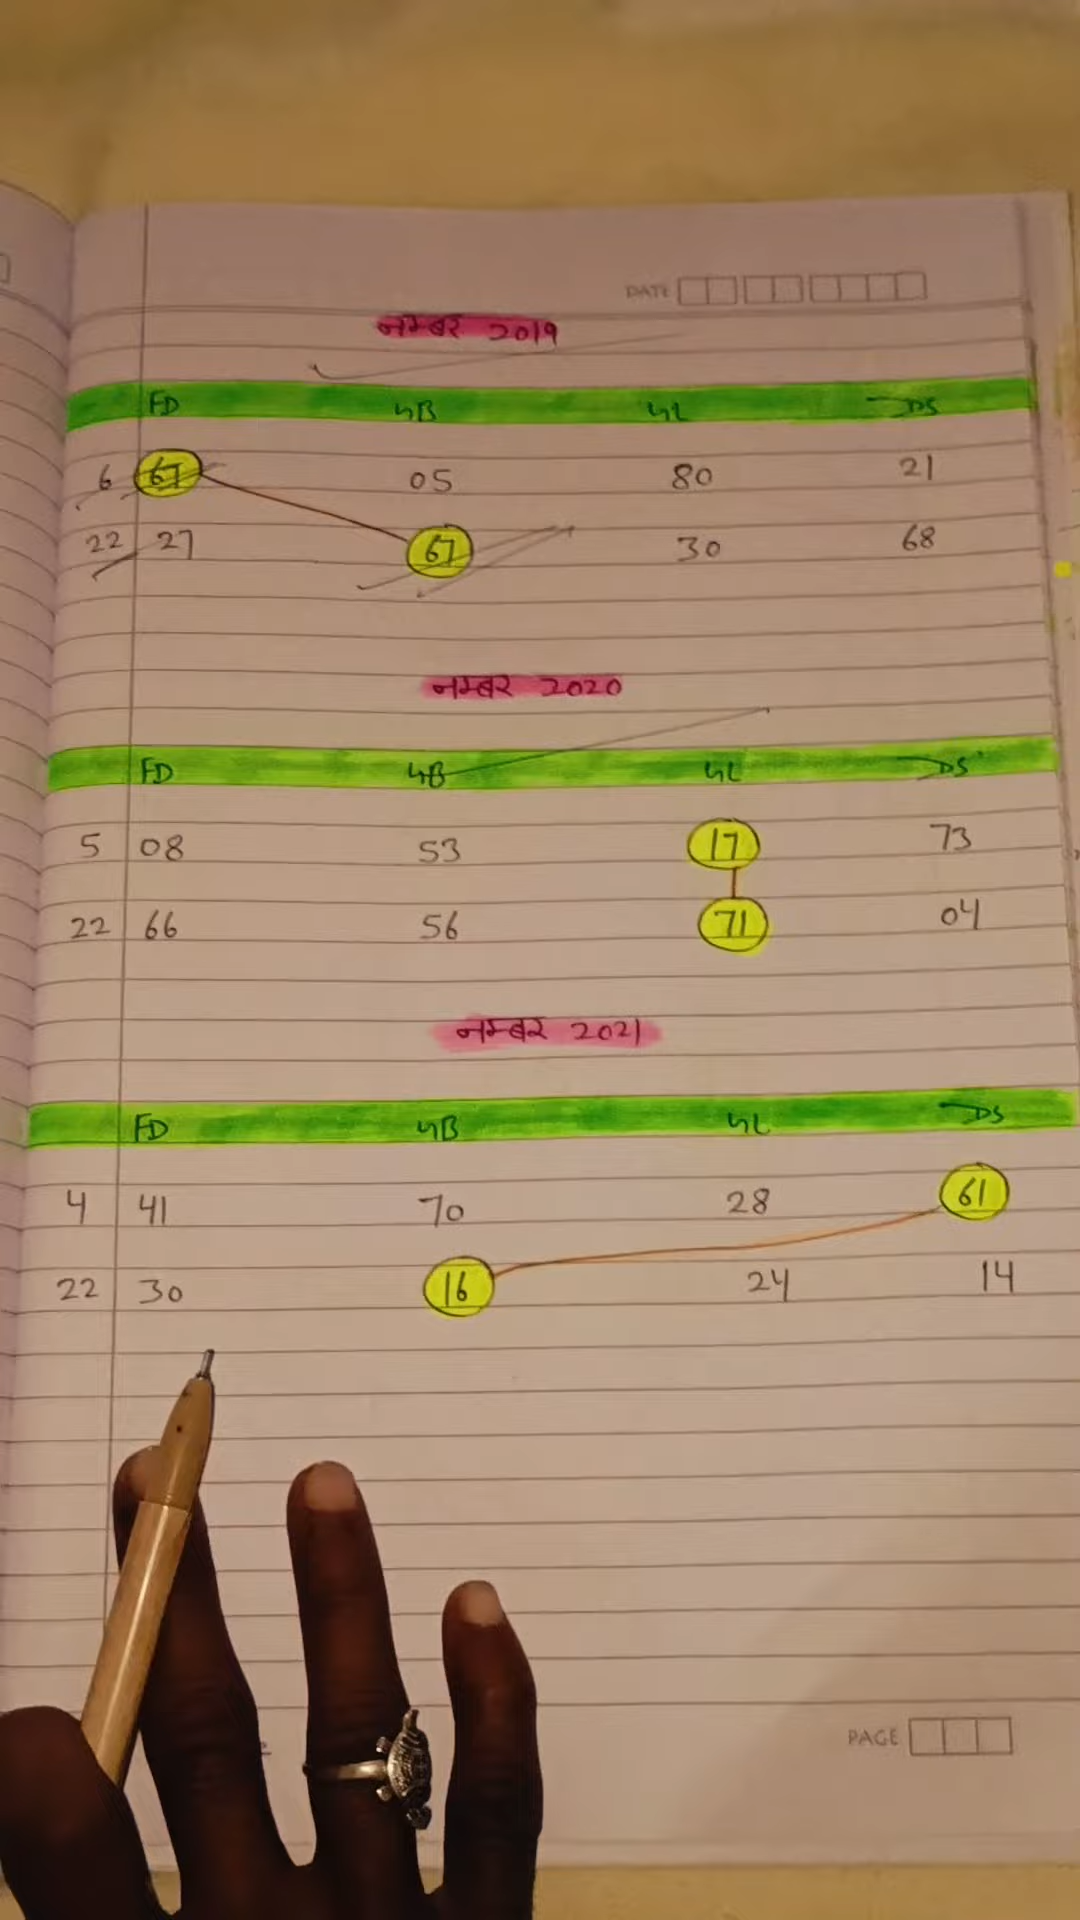 DATE
नम्बर 2019
FD GB GL DS
6 67 05 80 21
22 27 67 30 68
नम्बर 2020
FD GB GL DS
5 08 53 17 73
22 66 56 71 04
नम्बर 2021
FD GB GL DS
4 41 70 28 61
22 30 16 24 14
PAGE